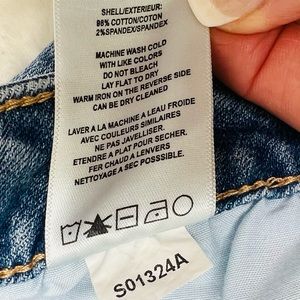 SHELL/EXTERIEUR:
98% COTTON/COTON
2%SPANDEX/SPANDEX
MACHINE WASH COLD
WITH LIKE COLORS
DO NOT BLEACH
LAY FLAT TO DRY
WARM IRON ON THE REVERSE SIDE
CAN BE DRY CLEANED
LAVER A LA MACHINE A L'EAU FROIDE
AVEC COULEURS SIMILAIRES
NE PAS JAVELLISER.
ETENDRE A PLAT POUR SECHER.
FER CHAUD A L'ENVERS
NETTOYAGE A SEC POSSIBLE.
S01324A